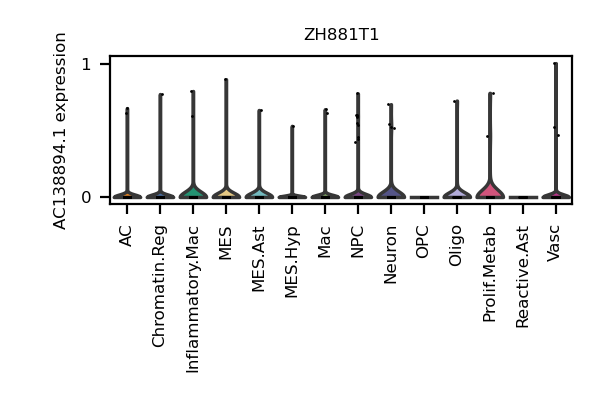 ZH881T1
AC138894.1 expression
1
0
AC
Chromatin.Reg
Inflammatory.Mac
MES
MES.Ast
MES.Hyp
Mac
NPC
Neuron
OPC
Oligo
Prolif.Metab
Reactive.Ast
Vasc